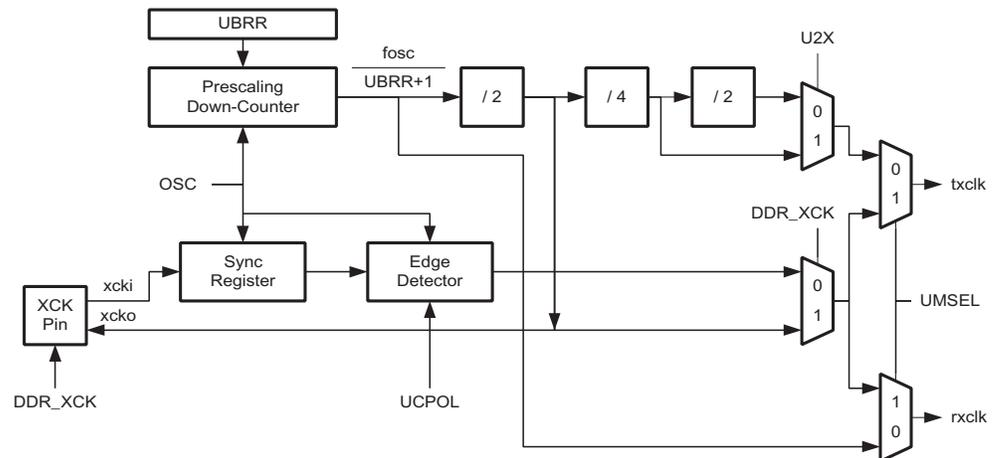 UBRR
U2X
fosc
UBRR+1
Prescaling
Down-Counter
/ 2
/ 4
/ 2
0
1
OSC
0
1
txclk
DDR_XCK
Sync
Register
Edge
Detector
0
1
xcki
XCK
Pin
xcko
UMSEL
DDR_XCK
UCPOL
1
0
rxclk